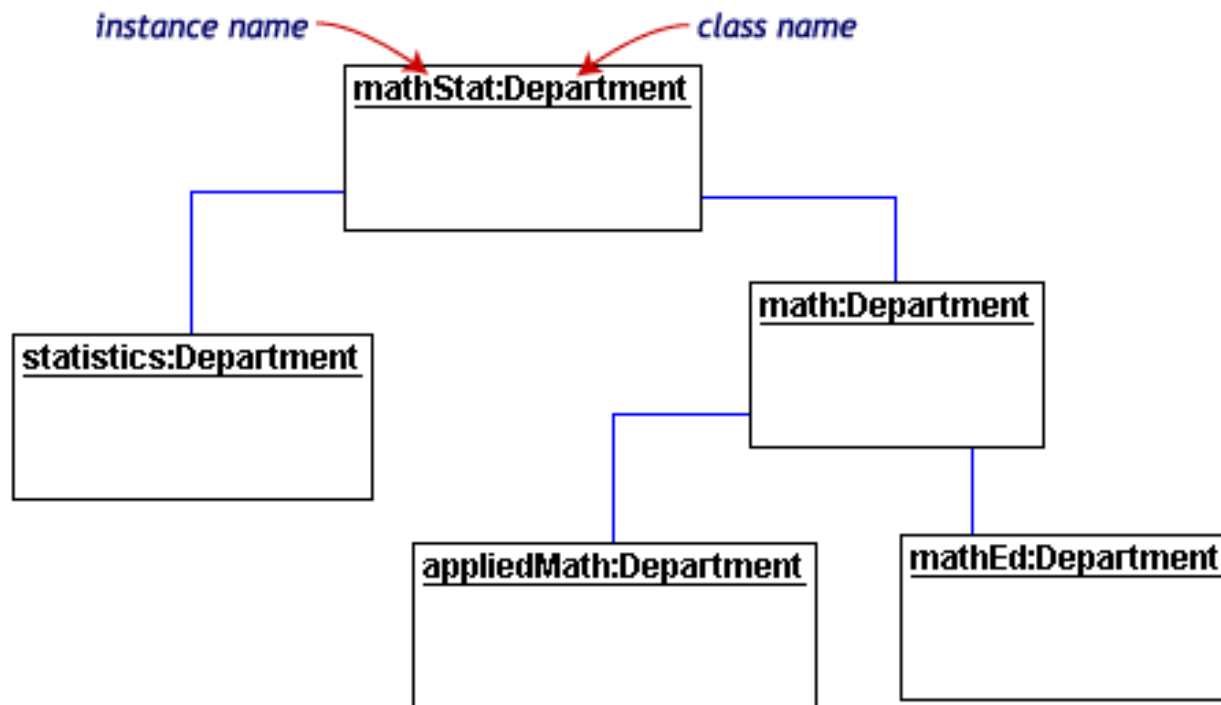 instance name
class name
mathStat:Department
math:Department
statistics:Department
appliedMath:Department
mathEd:Department